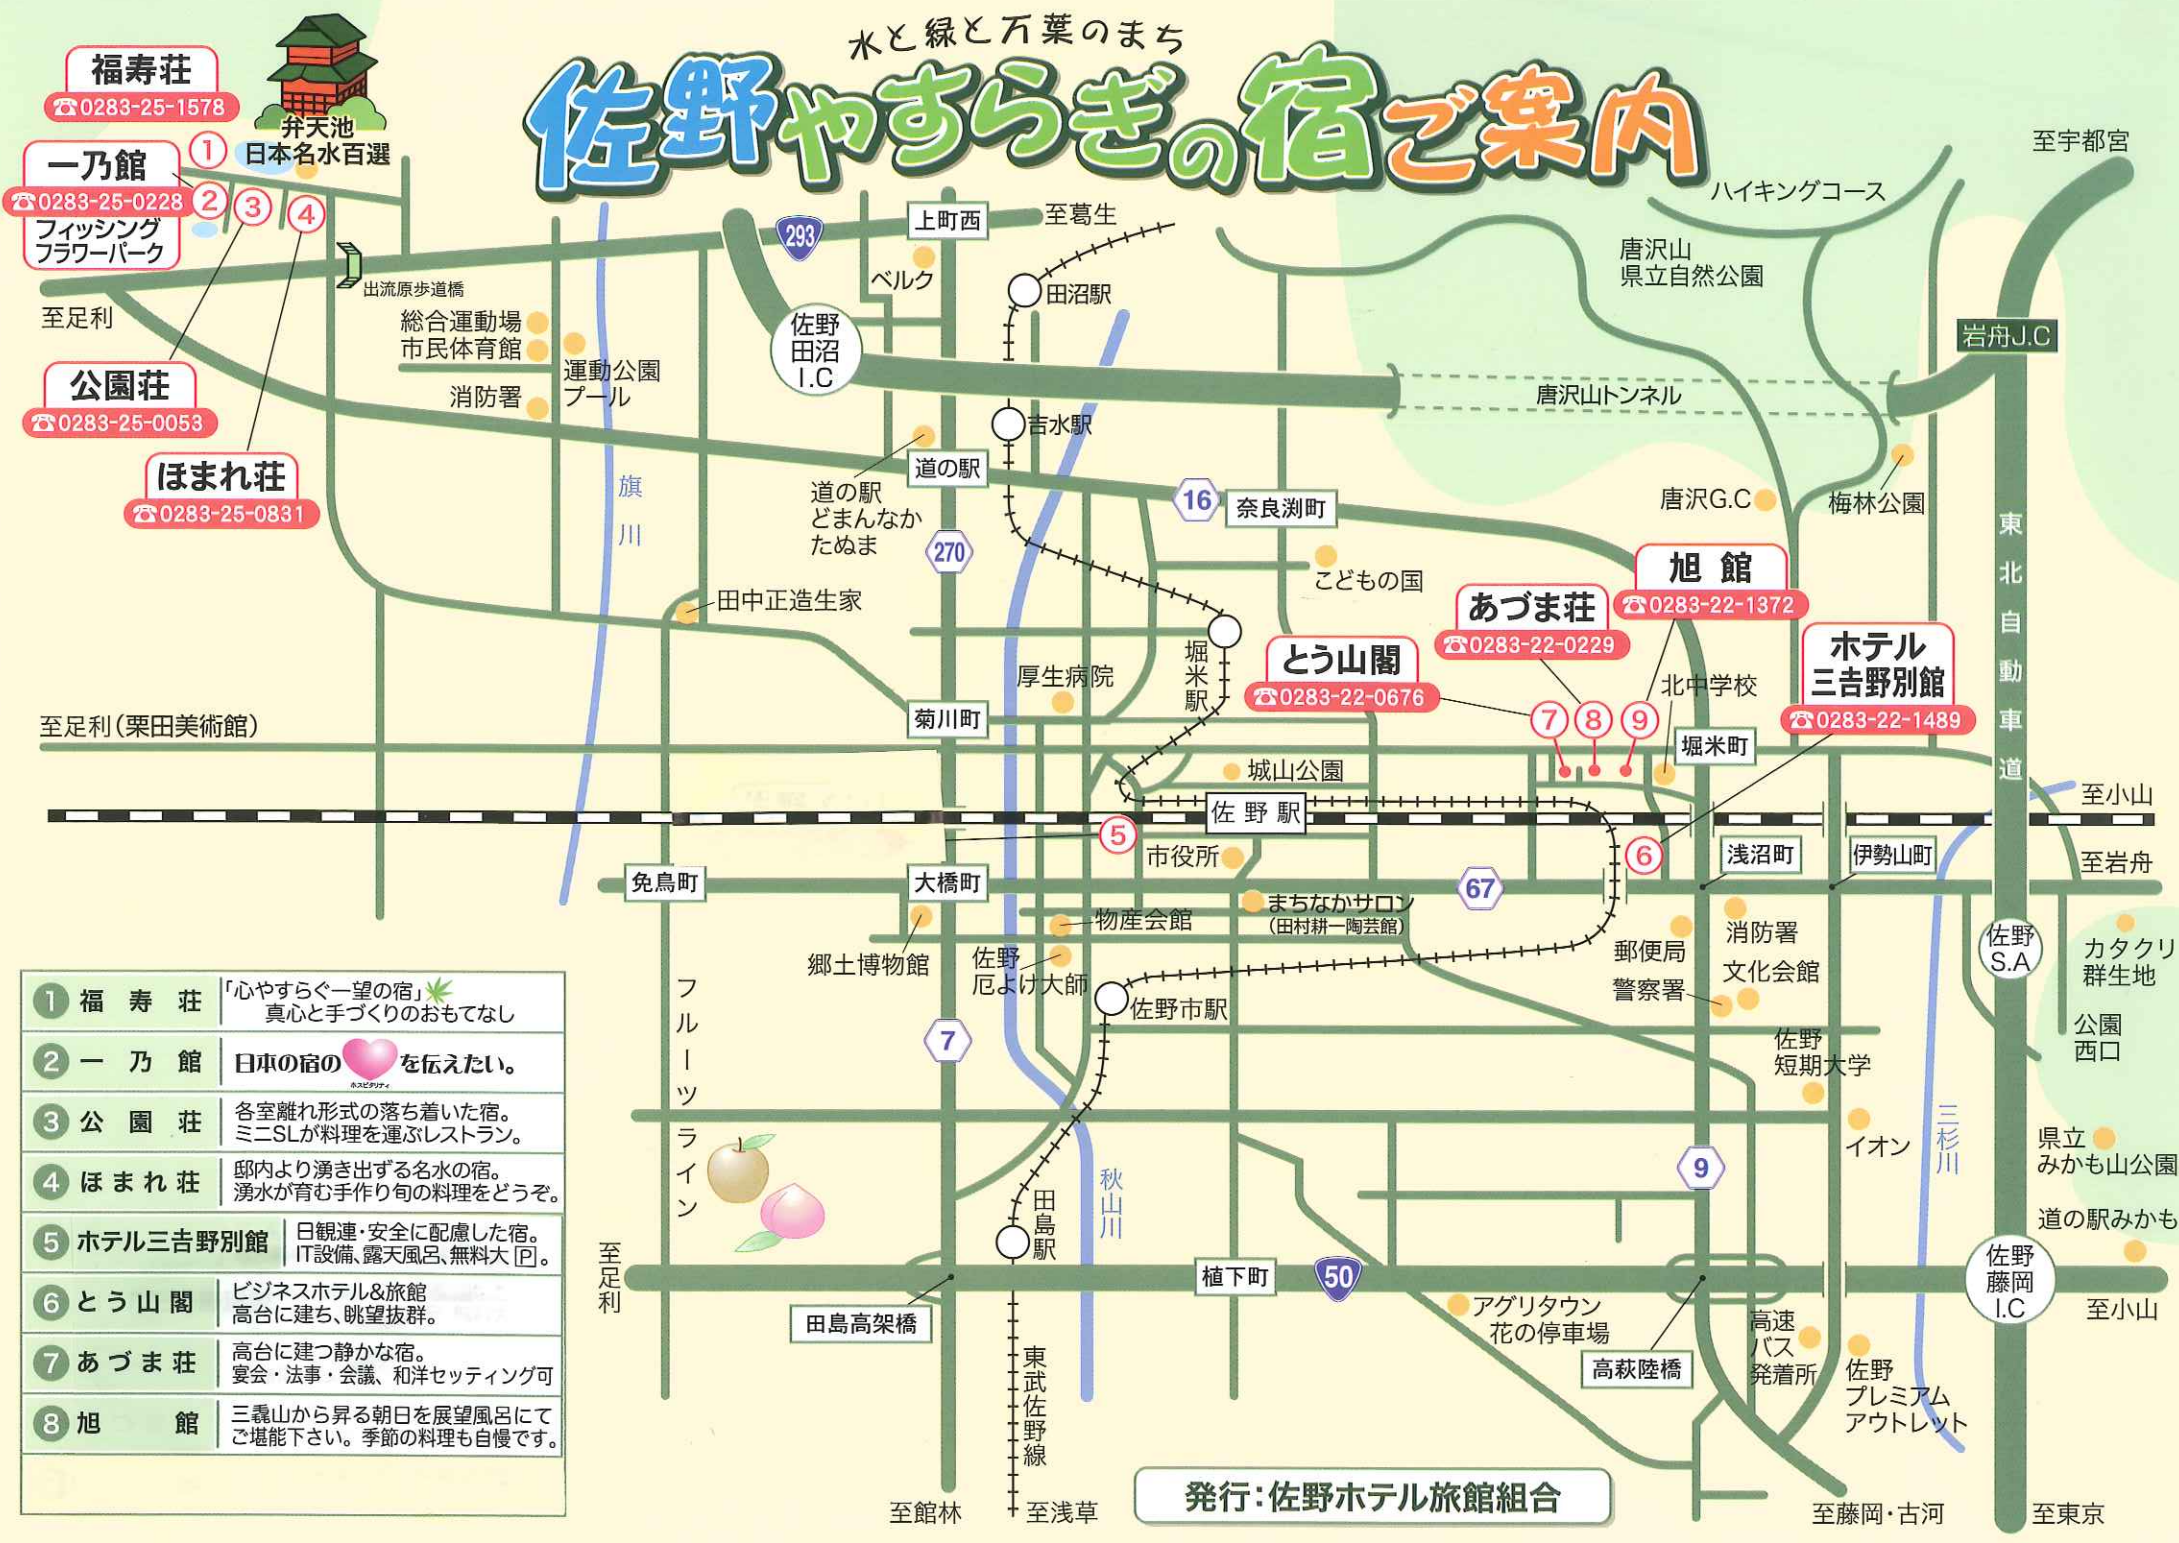 水と緑と万葉のまち
佐野やすらぎの宿ご案内
福寿荘
☎0283-25-1578
弁天池
日本名水百選
一乃館
☎0283-25-0228
フィッシング
フラワーパーク
①
②
③
④
至足利
出流原歩道橋
公園荘
☎0283-25-0053
ほまれ荘
☎0283-25-0831
総合運動場
市民体育館
消防署
運動公園
プール
旗川
293
上町西
至葛生
ベルク
田沼駅
佐野
田沼
I.C
吉水駅
道の駅
道の駅
どまんなか
たぬま
270
16
奈良渕町
こどもの国
ハイキングコース
唐沢山
県立自然公園
至宇都宮
岩舟J.C
唐沢山トンネル
唐沢G.C
梅林公園
東北自動車道
田中正造生家
堀米駅
厚生病院
菊川町
至足利(栗田美術館)
とう山閣
☎0283-22-0676
あづま荘
☎0283-22-0229
旭館
☎0283-22-1372
ホテル
三吉野別館
☎0283-22-1489
北中学校
⑦
⑧
⑨
堀米町
城山公園
佐野駅
⑤
⑥
市役所
浅沼町
伊勢山町
至小山
至岩舟
免鳥町
大橋町
67
まちなかサロン
(田村耕一陶芸館)
物産会館
郷土博物館
佐野
厄よけ大師
佐野市駅
郵便局
消防署
文化会館
警察署
佐野
S.A
カタクリ
群生地
公園
西口
佐野
短期大学
イオン
三杉川
県立
みかも山公園
道の駅みかも
フルーツライン
7
9
秋山川
田島駅
至足利
植下町
50
佐野
藤岡
I.C
至小山
田島高架橋
アグリタウン
花の停車場
高萩陸橋
高速
バス
発着所
佐野
プレミアム
アウトレット
東武佐野線
至館林
至浅草
至藤岡・古河
至東京
発行:佐野ホテル旅館組合
1 福寿荘
「心やすらぐ一望の宿」
真心と手づくりのおもてなし
2 一乃館
日本の宿の を伝えたい。
ホスピタリティ
3 公園荘
各室離れ形式の落ち着いた宿。
ミニSLが料理を運ぶレストラン。
4 ほまれ荘
邸内より湧き出ずる名水の宿。
湧水が育む手作り旬の料理をどうぞ。
5 ホテル三吉野別館
日観連・安全に配慮した宿。
IT設備、露天風呂、無料大P。
6 とう山閣
ビジネスホテル&旅館
高台に建ち、眺望抜群。
7 あづま荘
高台に建つ静かな宿。
宴会・法事・会議、和洋セッティング可
8 旭館
三毳山から昇る朝日を展望風呂にて
ご堪能下さい。季節の料理も自慢です。